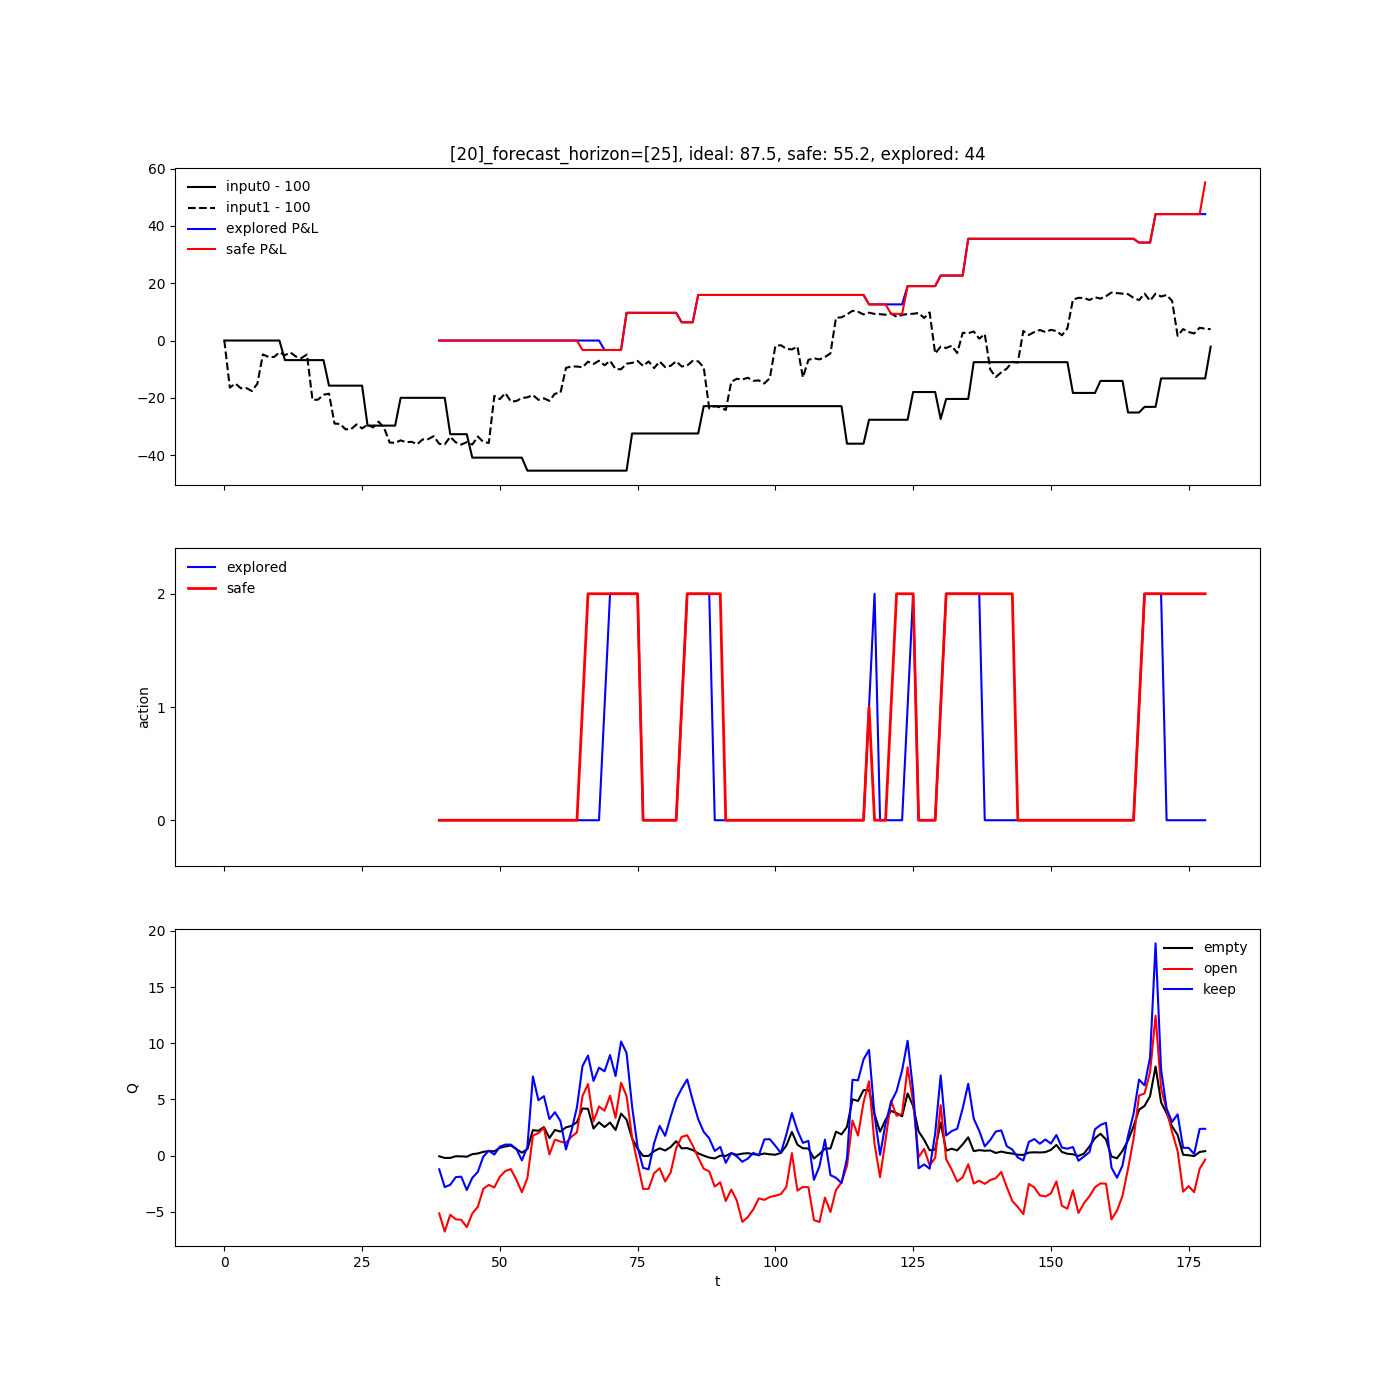 [20]_forecast_horizon=[25], ideal: 87.5, safe: 55.2, explored: 44
60
40
20
0
−20
−40
input0 - 100
input1 - 100
explored P&L
safe P&L
action
2
1
0
explored
safe
Q
20
15
10
5
0
−5
empty
open
keep
0 25 50 75 100 125 150 175
t